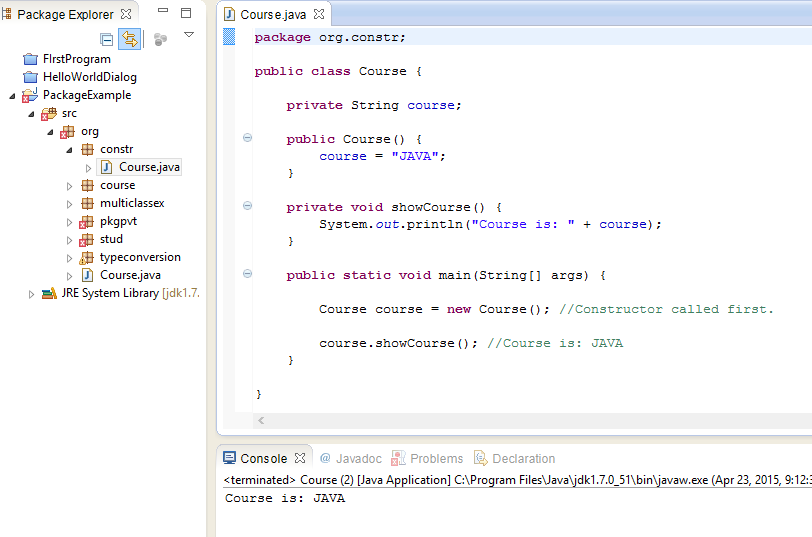 Package Explorer
FIrstProgram
HelloWorldDialog
PackageExample
src
org
constr
Course.java
course
multiclassex
pkgpvt
stud
typeconversion
Course.java
JRE System Library [jdk1.7.
Course.java
package org.constr;
public class Course {
private String course;
public Course() {
course = "JAVA";
}
private void showCourse() {
System.out.println("Course is: " + course);
}
public static void main(String[] args) {
Course course = new Course(); //Constructor called first.
course.showCourse(); //Course is: JAVA
}
}
Console @ Javadoc Problems Declaration
<terminated> Course (2) [Java Application] C:\Program Files\Java\jdk1.7.0_51\bin\javaw.exe (Apr 23, 2015, 9:12:3
Course is: JAVA